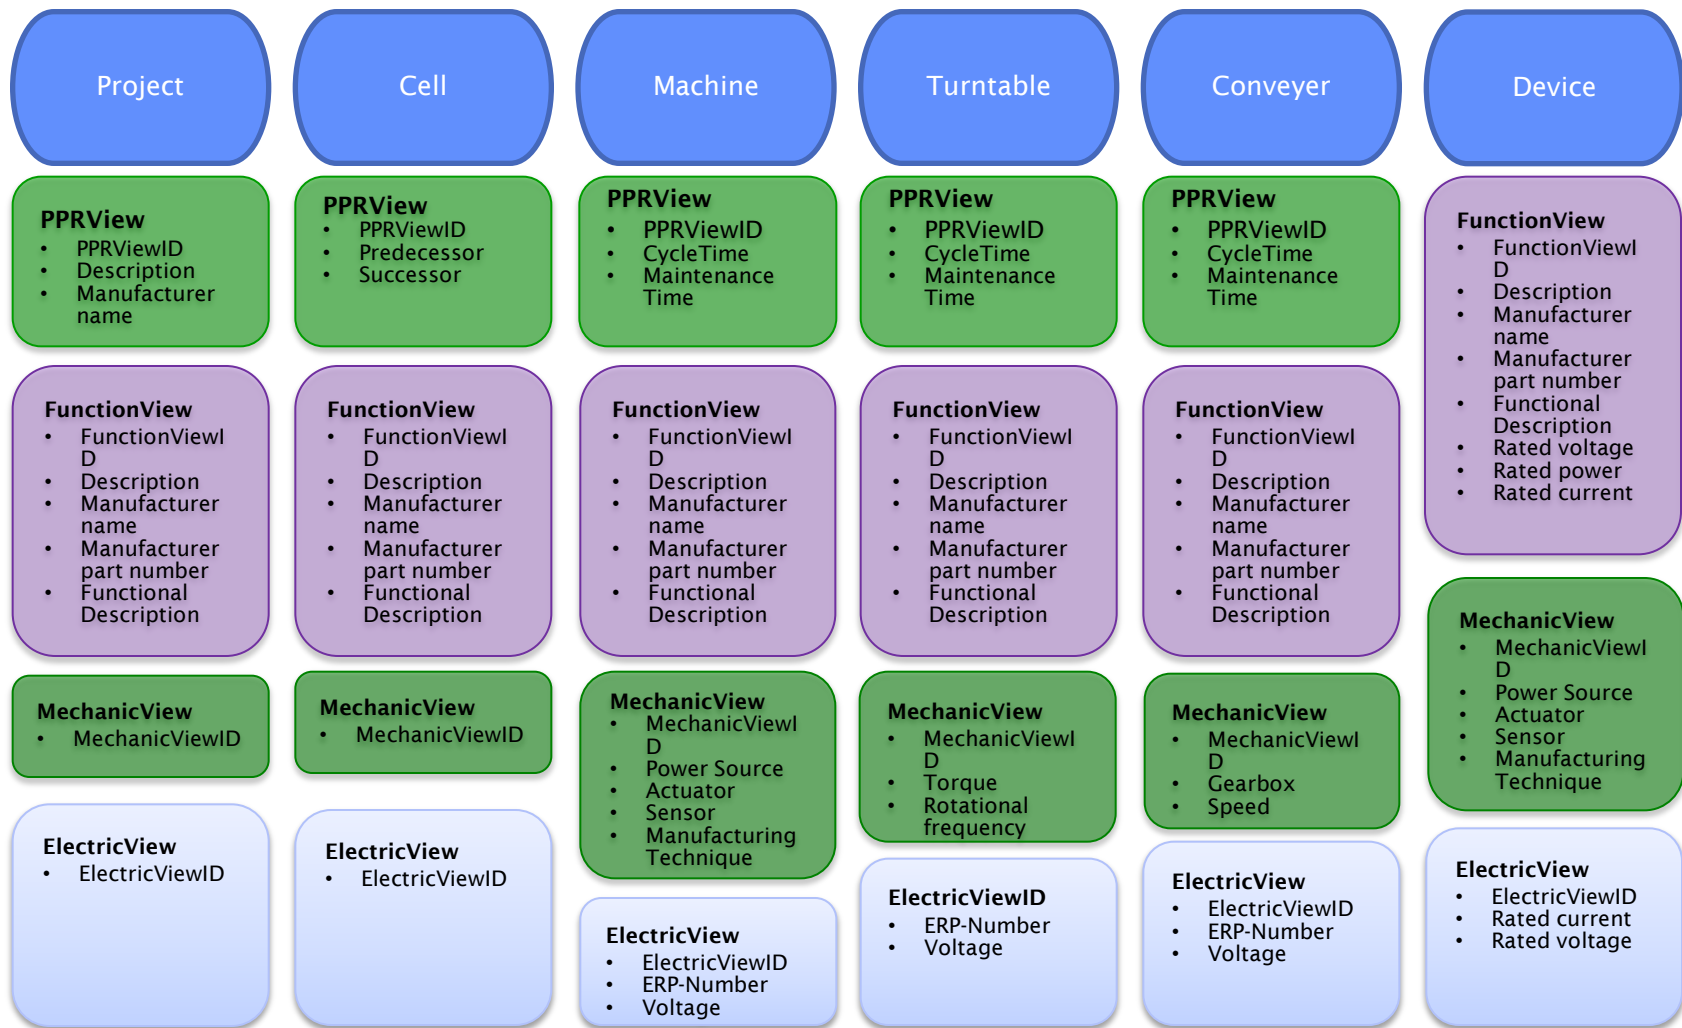 Project
Cell
Machine
Turntable
Conveyer
Device
PPRView
• PPRViewID
• Description
• Manufacturer
name
PPRView
• PPRViewID
• Predecessor
• Successor
PPRView
• PPRViewID
• CycleTime
• Maintenance
Time
PPRView
• PPRViewID
• CycleTime
• Maintenance
Time
PPRView
• PPRViewID
• CycleTime
• Maintenance
Time
FunctionView
• FunctionViewI
D
• Description
• Manufacturer
name
• Manufacturer
part number
• Functional
Description
• Rated voltage
• Rated power
• Rated current
FunctionView
• FunctionViewI
D
• Description
• Manufacturer
name
• Manufacturer
part number
• Functional
Description
FunctionView
• FunctionViewI
D
• Description
• Manufacturer
name
• Manufacturer
part number
• Functional
Description
FunctionView
• FunctionViewI
D
• Description
• Manufacturer
name
• Manufacturer
part number
• Functional
Description
FunctionView
• FunctionViewI
D
• Description
• Manufacturer
name
• Manufacturer
part number
• Functional
Description
FunctionView
• FunctionViewI
D
• Description
• Manufacturer
name
• Manufacturer
part number
• Functional
Description
MechanicView
• MechanicViewI
D
• Power Source
• Actuator
• Sensor
• Manufacturing
Technique
MechanicView
• MechanicViewID
MechanicView
• MechanicViewID
MechanicView
• MechanicViewI
D
• Power Source
• Actuator
• Sensor
• Manufacturing
Technique
MechanicView
• MechanicViewI
D
• Torque
• Rotational
frequency
MechanicView
• MechanicViewI
D
• Gearbox
• Speed
ElectricView
• ElectricViewID
ElectricView
• ElectricViewID
ElectricView
• ElectricViewID
• ERP-Number
• Voltage
ElectricViewID
• ERP-Number
• Voltage
ElectricView
• ElectricViewID
• ERP-Number
• Voltage
ElectricView
• ElectricViewID
• Rated current
• Rated voltage